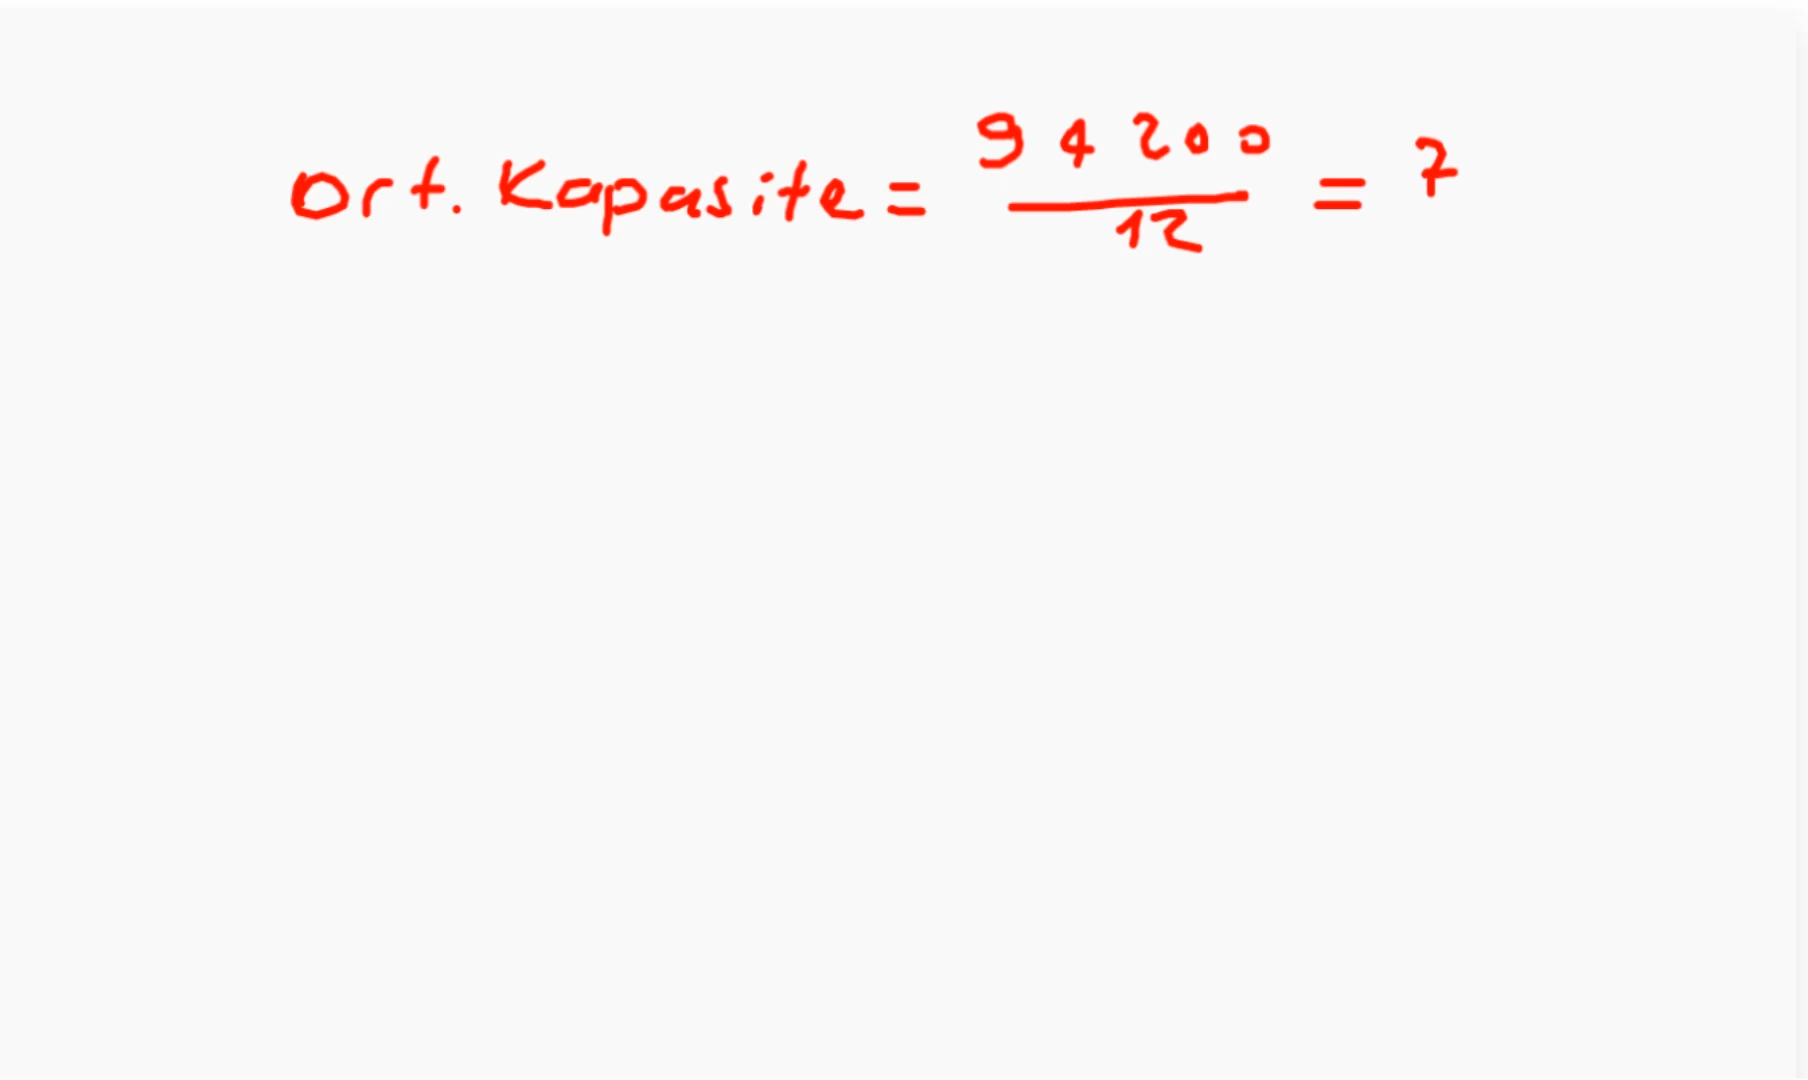 Ort. Kapasite = 94200 / 12 = 7